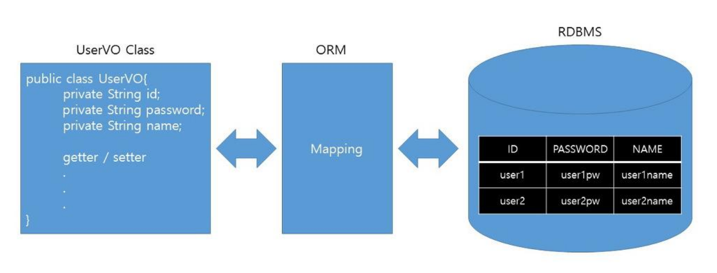 UserVO Class
public class UserVO{
private String id;
private String password;
private String name;
getter / setter
.
.
.
}
ORM
Mapping
RDBMS
ID PASSWORD NAME
user1 user1pw user1name
user2 user2pw user2name